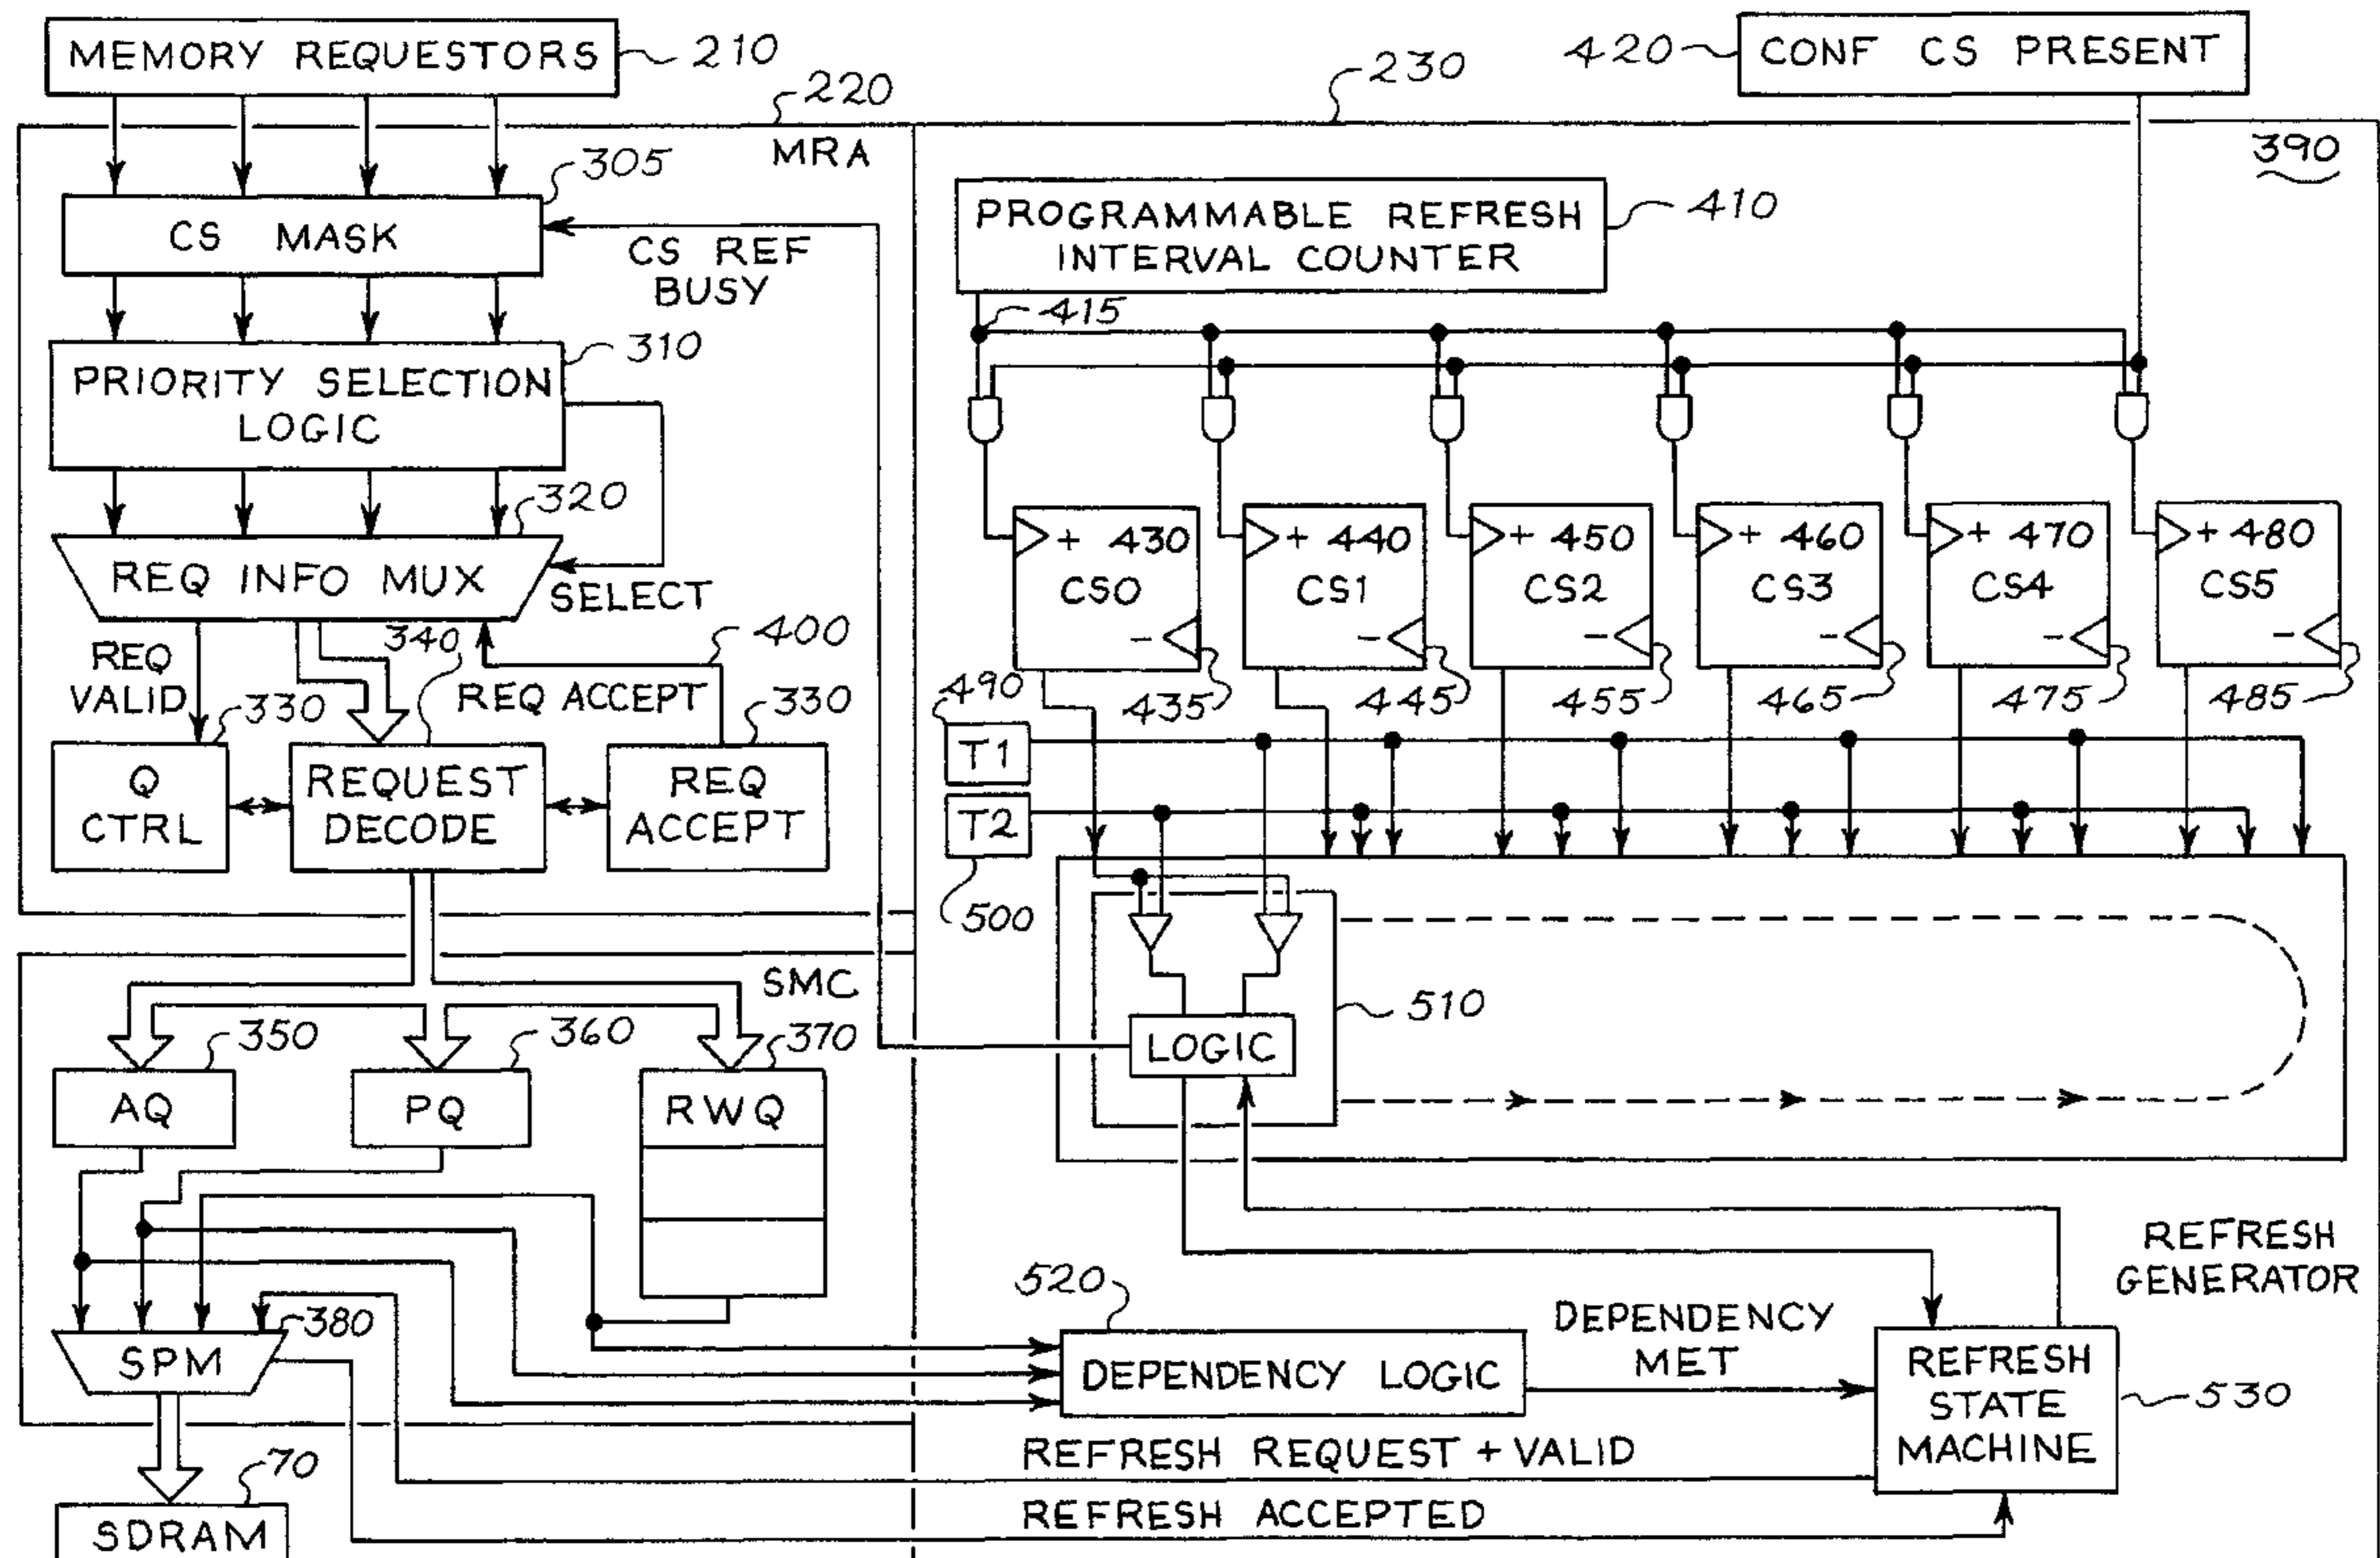 MEMORY REQUESTORS
210
220
230
420
CONF CS PRESENT
390
MRA
305
CS MASK
CS REF
BUSY
PROGRAMMABLE REFRESH
INTERVAL COUNTER
410
415
310
PRIORITY SELECTION
LOGIC
320
REQ INFO MUX
SELECT
+ 430
CS0
-
435
+ 440
CS1
-
445
+ 450
CS2
-
455
+ 460
CS3
-
465
+ 470
CS4
-
475
+ 480
CS5
-
485
REQ
VALID
340
400
REQ ACCEPT
330
330
Q
CTRL
REQUEST
DECODE
REQ
ACCEPT
490
T1
T2
500
SMC
350
360
370
AQ
PQ
RWQ
LOGIC
510
REFRESH
GENERATOR
380
SPM
520
DEPENDENCY LOGIC
DEPENDENCY
MET
REFRESH
STATE
MACHINE
530
REFRESH REQUEST + VALID
REFRESH ACCEPTED
70
SDRAM